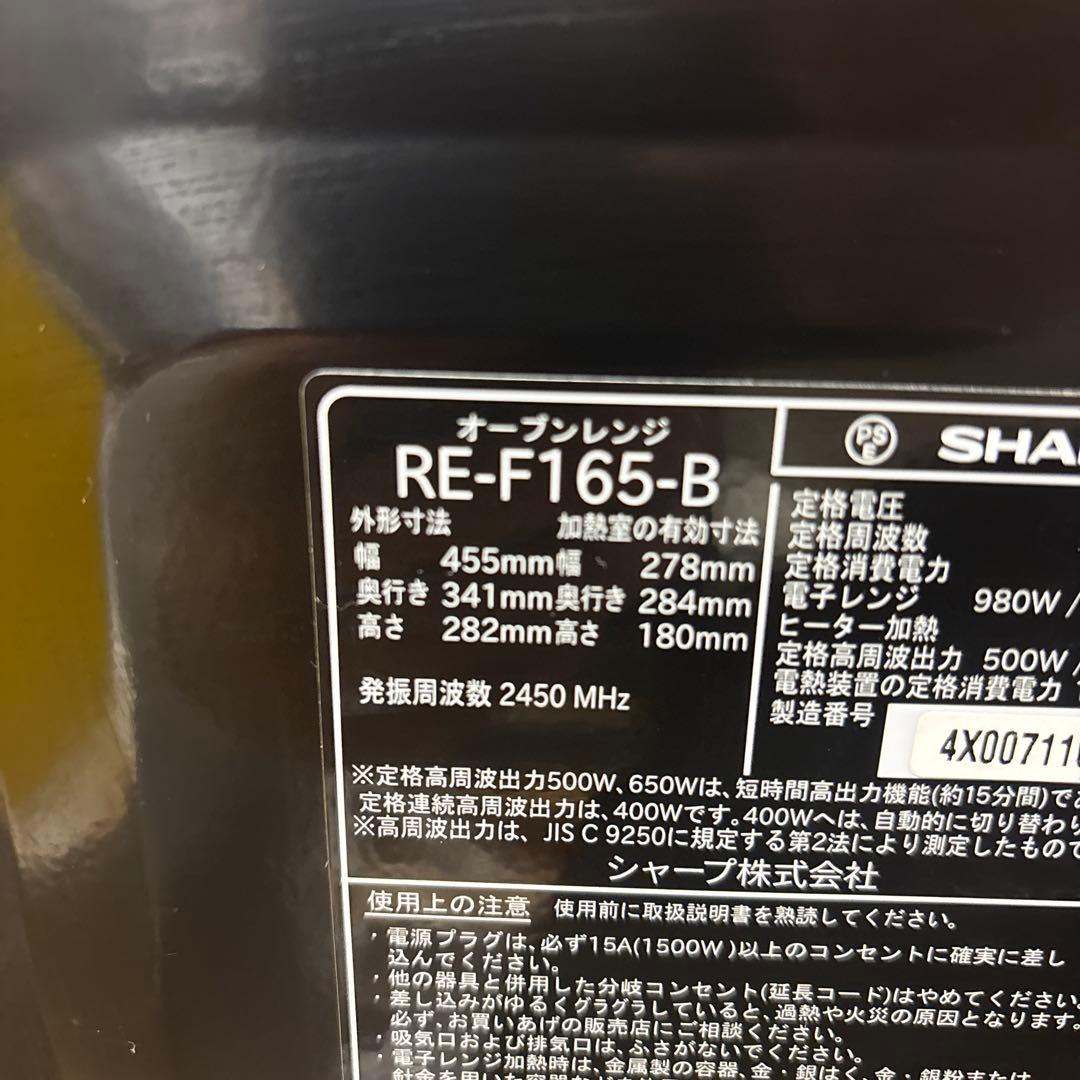 オーブンレンジ
RE-F165-B
外形寸法 加熱室の有効寸法
幅 455mm 幅 278mm
奥行き 341mm 奥行き 284mm
高さ 282mm 高さ 180mm
発振周波数 2450 MHz
PS E SHA
定格電圧
定格周波数
定格消費電力
電子レンジ 980W /
ヒーター加熱
定格高周波出力 500W /
電熱装置の定格消費電力
製造番号
4X00711
※定格高周波出力500W、650Wは、短時間高出力機能(約15分間)で
定格連続高周波出力は、400Wです。400Wへは、自動的に切り替わり
※高周波出力は、JIS C 9250に規定する第2法により測定したもので
シャープ株式会社
使用上の注意 使用前に取扱説明書を熟読してください。
・電源プラグは、必ず15A(1500W)以上のコンセントに確実に差し
込んでください。
・他の器具と併用した分岐コンセント(延長コード)はやめてください。
・差し込みがゆるくグラグラしていると、過熱や火災の原因となります。
必ず、お買いあげの販売店にご相談ください。
・吸気口および排気口は、ふさがないでください。
・電子レンジ加熱時は、金属製の容器、金・銀はく、金・銀粉または